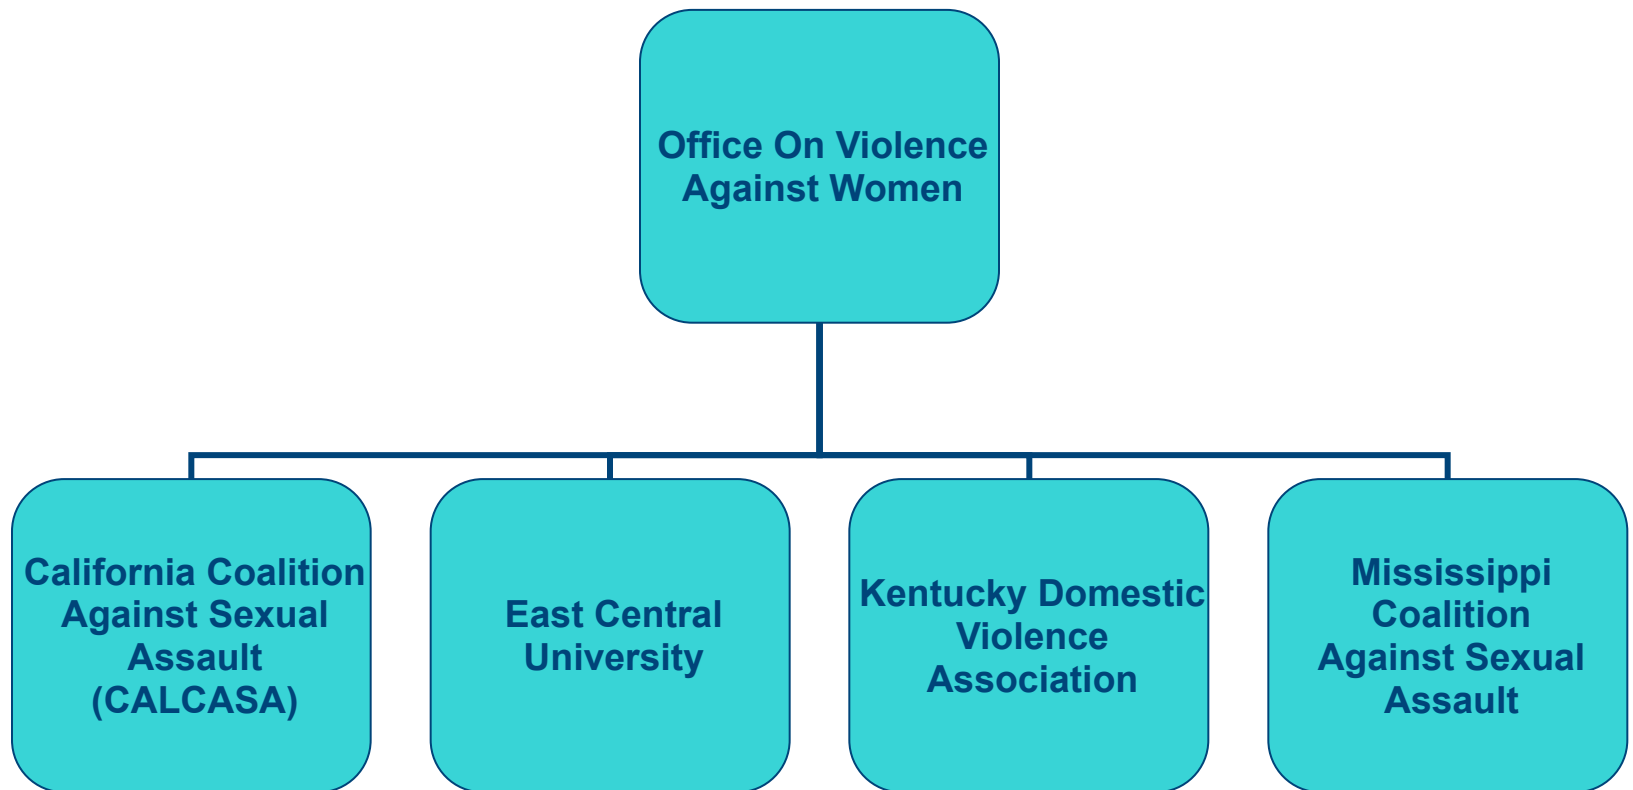 Office On Violence
Against Women
California Coalition
Against Sexual
Assault
(CALCASA)
East Central
University
Kentucky Domestic
Violence
Association
Mississippi
Coalition
Against Sexual
Assault